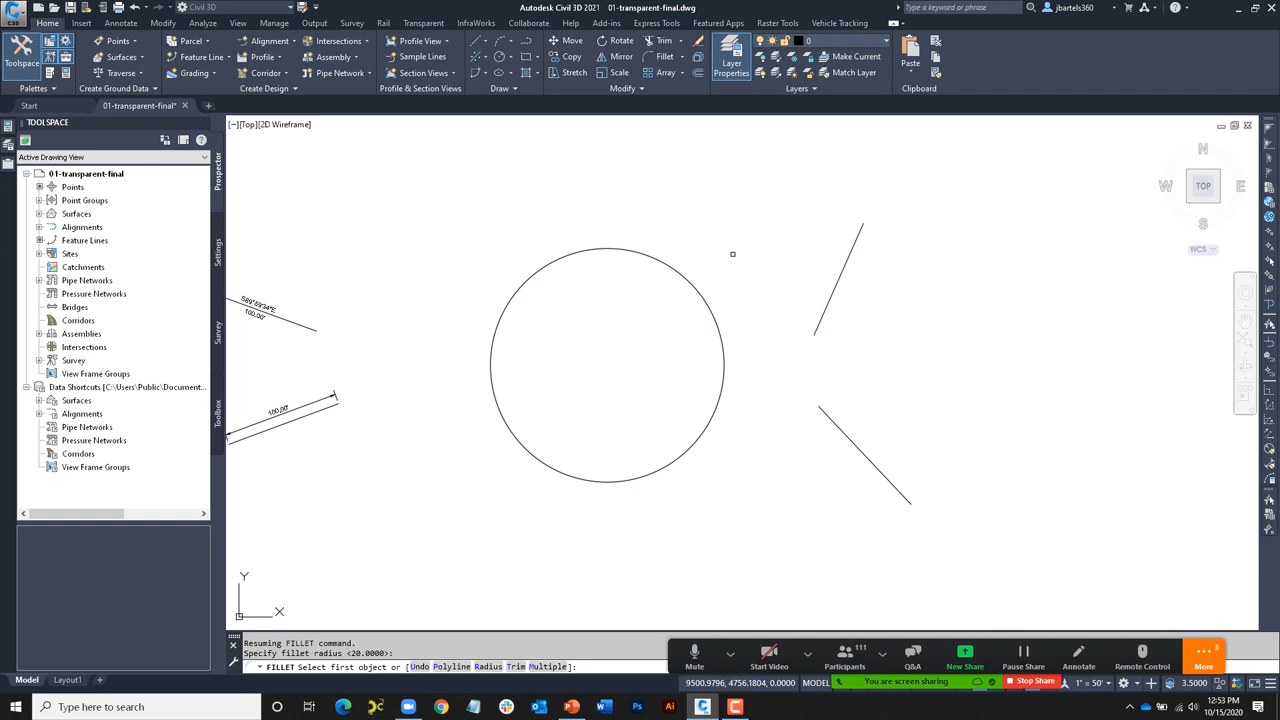 C3D
Civil 3D
Autodesk Civil 3D 2021 01-transparent-final.dwg
Type a keyword or phrase
jbartels360
Home Insert Annotate Modify Analyze View Manage Output Survey Rail Transparent InfraWorks Collaborate Help Add-ins Express Tools Featured Apps Raster Tools Vehicle Tracking
Toolspace
Points
Surfaces
Traverse
Parcel
Feature Line
Grading
Alignment
Profile
Corridor
Intersections
Assembly
Pipe Network
Profile View
Sample Lines
Section Views
Move
Copy
Stretch
Rotate
Mirror
Scale
Trim
Fillet
Array
Layer
Properties
0
Make Current
Match Layer
Paste
Palettes
Create Ground Data
Create Design
Profile & Section Views
Draw
Modify
Layers
Clipboard
Start
01-transparent-final*
TOOLSPACE
[−][Top][2D Wireframe]
Active Drawing View
01-transparent-final
Points
Point Groups
Surfaces
Alignments
Feature Lines
Sites
Catchments
Pipe Networks
Pressure Networks
Bridges
Corridors
Assemblies
Intersections
Survey
View Frame Groups
Data Shortcuts [C:\Users\Public\Document...
Surfaces
Alignments
Pipe Networks
Pressure Networks
Corridors
View Frame Groups
Prospector
Settings
Survey
Toolbox
S69°59'34"E
100.00'
100.00'
N
W
TOP
E
S
WCS
Y
X
Resuming FILLET command.
Specify fillet radius <20.0000>:
FILLET Select first object or [Undo Polyline Radius Trim Multiple]:
Mute
Start Video
111
Participants
Q&A
New Share
Pause Share
Annotate
Remote Control
3
More
Model
Layout1
9500.9796, 4756.1804, 0.0000
MODEL
You are screen sharing
Stop Share
1" = 50'
3.5000
Type here to search
12:53 PM
10/15/2020